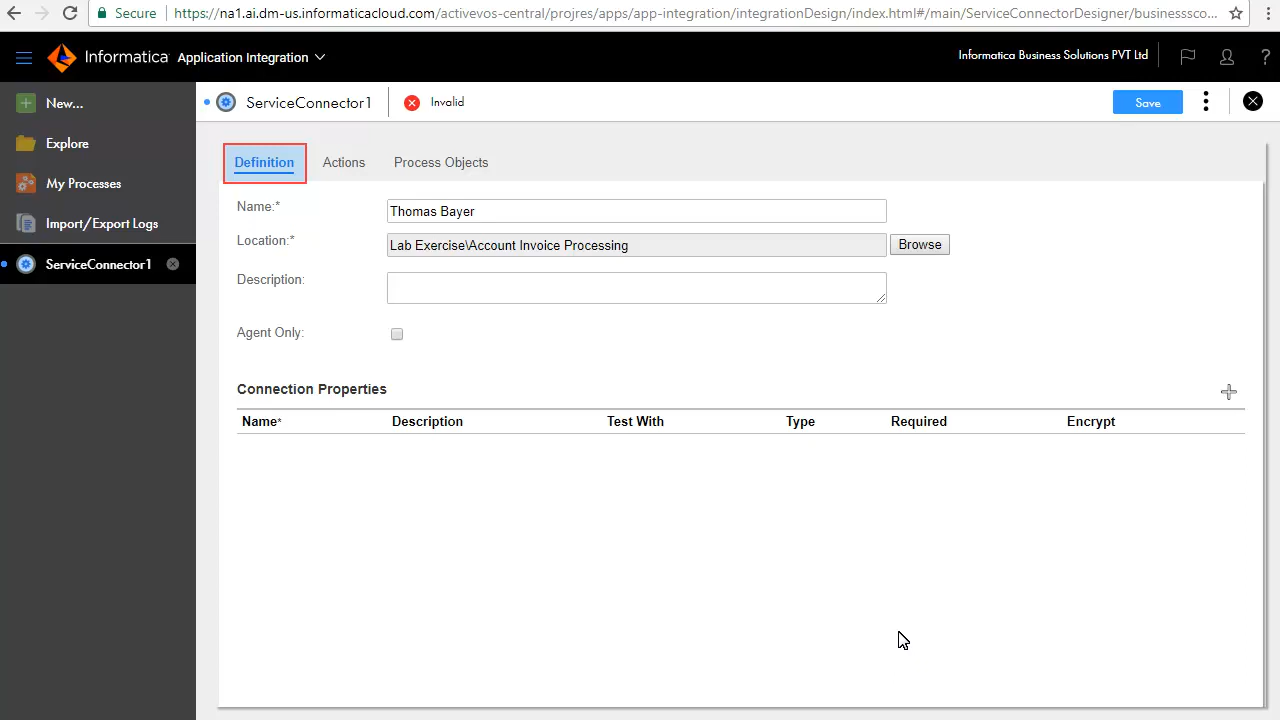 Secure https://na1.ai.dm-us.informaticacloud.com/activevos-central/projres/apps/app-integration/integrationDesign/index.html#/main/ServiceConnectorDesigner/businesssco...
Informatica Application Integration
Informatica Business Solutions PVT Ltd
?
New...
Explore
My Processes
Import/Export Logs
ServiceConnector1
ServiceConnector1 Invalid Save
Definition Actions Process Objects
Name:* Thomas Bayer
Location:* Lab Exercise\Account Invoice Processing Browse
Description:
Agent Only:
Connection Properties
Name* Description Test With Type Required Encrypt